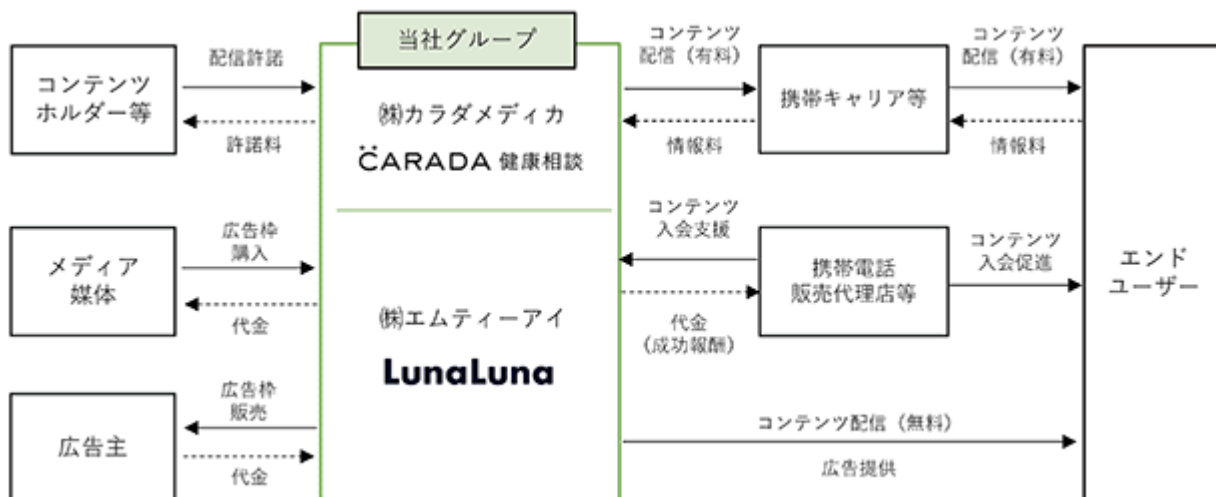 当社グループ
コンテンツ
ホルダー等
配信許諾
許諾料
㈱カラダメディカ
CARADA 健康相談
コンテンツ
配信（有料）
情報料
携帯キャリア等
コンテンツ
配信（有料）
情報料
メディア
媒体
広告枠
購入
代金
㈱エムティーアイ
LunaLuna
コンテンツ
入会支援
代金
（成功報酬）
携帯電話
販売代理店等
コンテンツ
入会促進
エンド
ユーザー
広告主
広告枠
販売
代金
コンテンツ配信（無料）
広告提供